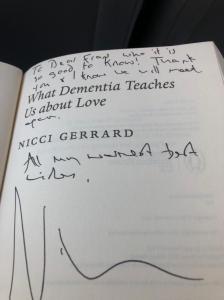 To Dear Fran who it is
so good to know! Thank
you & I know we will meet
What Dementia Teaches
Us about Love
again.
NICCI GERRARD
All my warmest best
wishes,